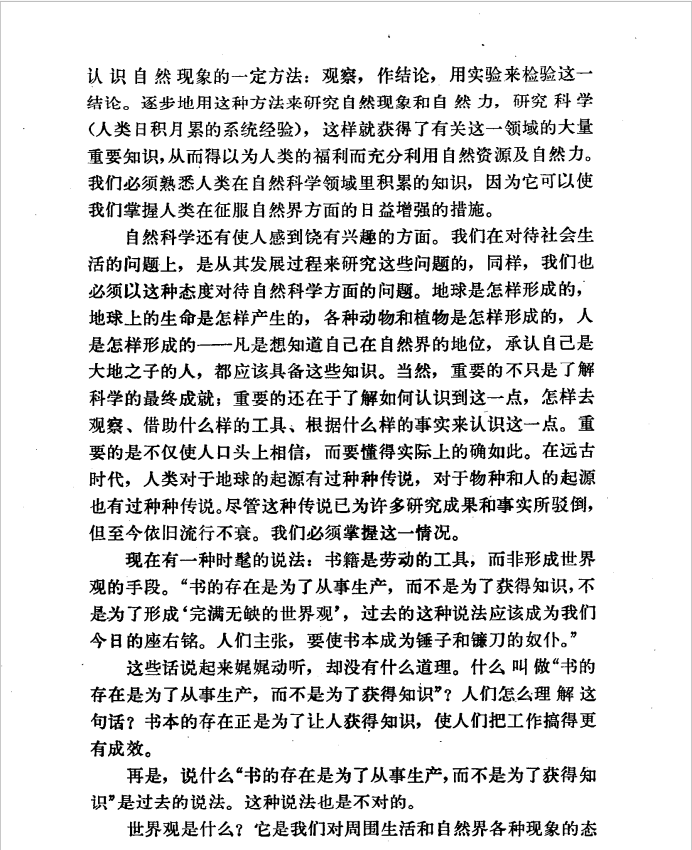 认识自然现象的一定方法：观察，作结论，用实验来检验这一
结论。逐步地用这种方法来研究自然现象和自然力，研究科学
（人类日积月累的系统经验），这样就获得了有关这一领域的大量
重要知识，从而得以为人类的福利而充分利用自然资源及自然力。
我们必须熟悉人类在自然科学领域里积累的知识，因为它可以使
我们掌握人类在征服自然界方面的日益增强的措施。
自然科学还有使人感到饶有兴趣的方面。我们在对待社会生
活的问题上，是从其发展过程来研究这些问题的，同样，我们也
必须以这种态度对待自然科学方面的问题。地球是怎样形成的，
地球上的生命是怎样产生的，各种动物和植物是怎样形成的，人
是怎样形成的——凡是想知道自己在自然界的地位，承认自己是
大地之子的人，都应该具备这些知识。当然，重要的不只是了解
科学的最终成就；重要的还在于了解如何认识到这一点，怎样去
观察、借助什么样的工具、根据什么样的事实来认识这一点。重
要的是不仅使人口头上相信，而要懂得实际上的确如此。在远古
时代，人类对于地球的起源有过种种传说，对于物种和人的起源
也有过种种传说。尽管这种传说已为许多研究成果和事实所驳倒，
但至今依旧流行不衰。我们必须掌握这一情况。
现在有一种时髦的说法：书籍是劳动的工具，而非形成世界
观的手段。“书的存在是为了从事生产，而不是为了获得知识，不
是为了形成‘完满无缺的世界观’，过去的这种说法应该成为我们
今日的座右铭。人们主张，要使书本成为锤子和镰刀的奴仆。”
这些话说起来娓娓动听，却没有什么道理。什么叫做“书的
存在是为了从事生产，而不是为了获得知识”？人们怎么理解这
句话？书本的存在正是为了让人获得知识，使人们把工作搞得更
有成效。
再是，说什么“书的存在是为了从事生产，而不是为了获得知
识”是过去的说法。这种说法也是不对的。
世界观是什么？它是我们对周围生活和自然界各种现象的态